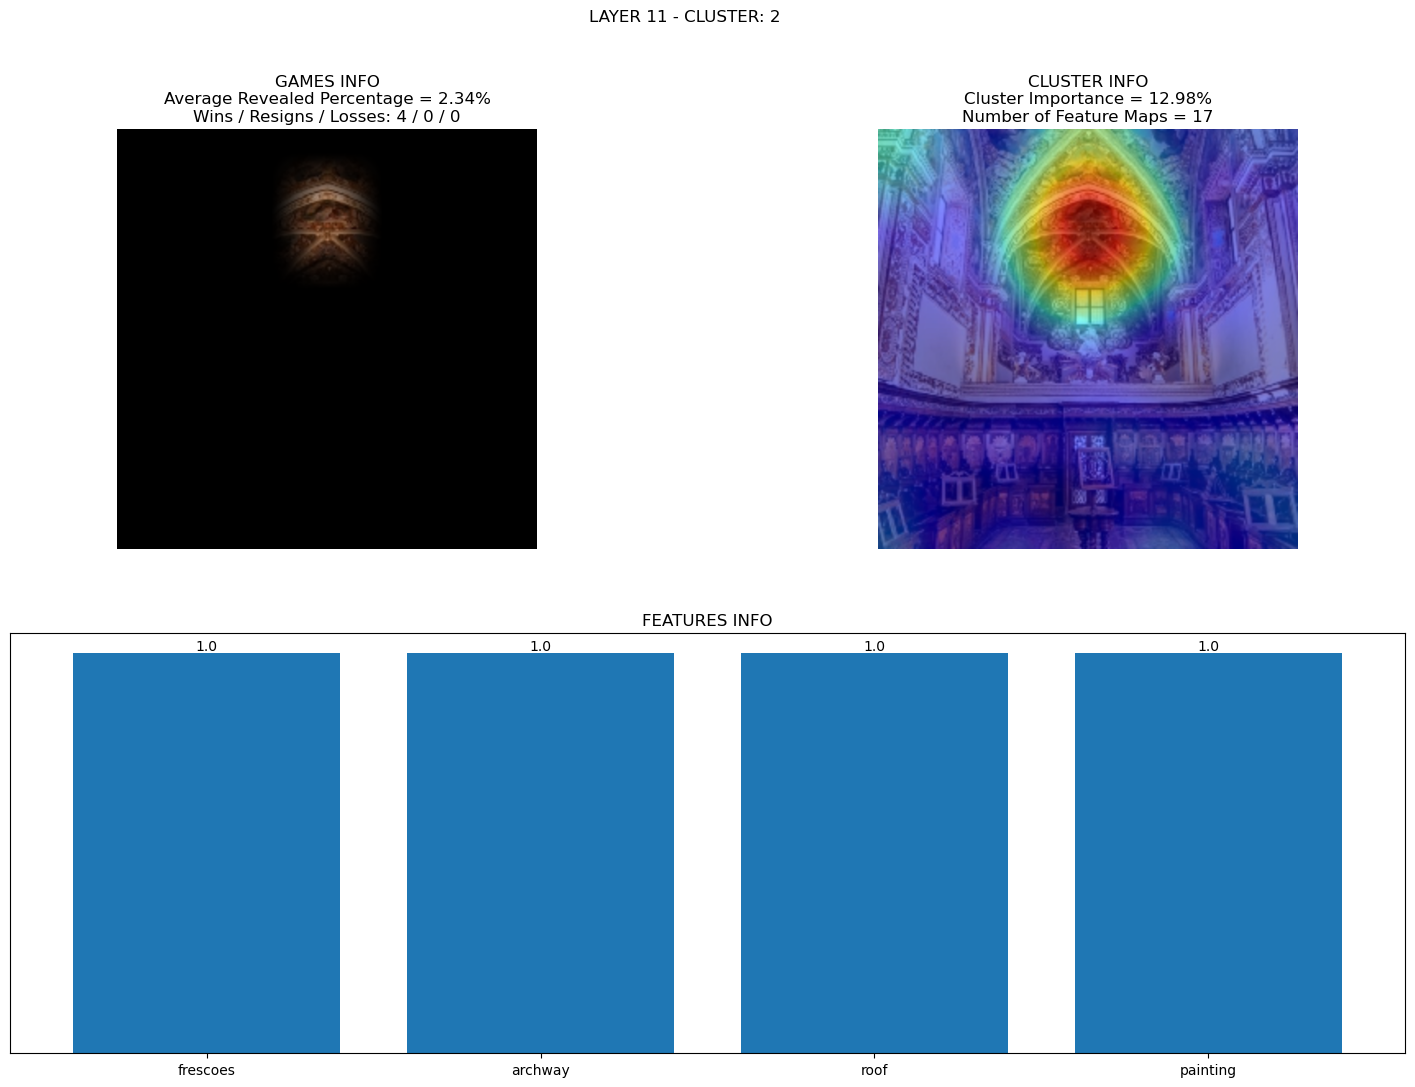 LAYER 11 - CLUSTER: 2
GAMES INFO
Average Revealed Percentage = 2.34%
Wins / Resigns / Losses: 4 / 0 / 0
CLUSTER INFO
Cluster Importance = 12.98%
Number of Feature Maps = 17
FEATURES INFO
1.0 1.0 1.0 1.0
frescoes archway roof painting